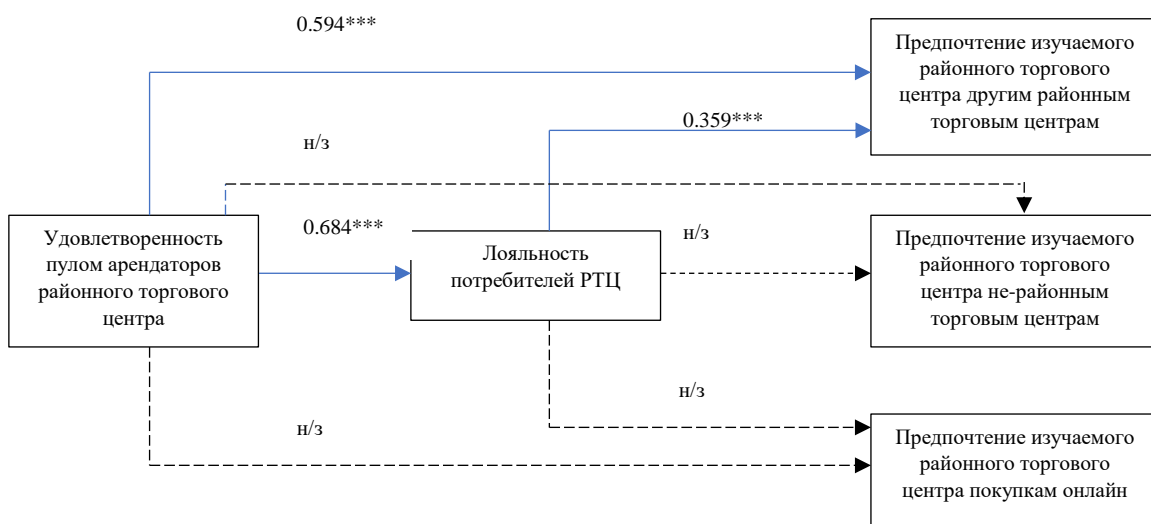 0.594***
Предпочтение изучаемого
районного торгового
центра другим районным
торговым центрам
0.359***
н/з
Удовлетворенность
пулом арендаторов
районного торгового
центра
0.684***
Лояльность
потребителей РТЦ
н/з
Предпочтение изучаемого
районного торгового
центра не-районным
торговым центрам
н/з
н/з
Предпочтение изучаемого
районного торгового
центра покупкам онлайн